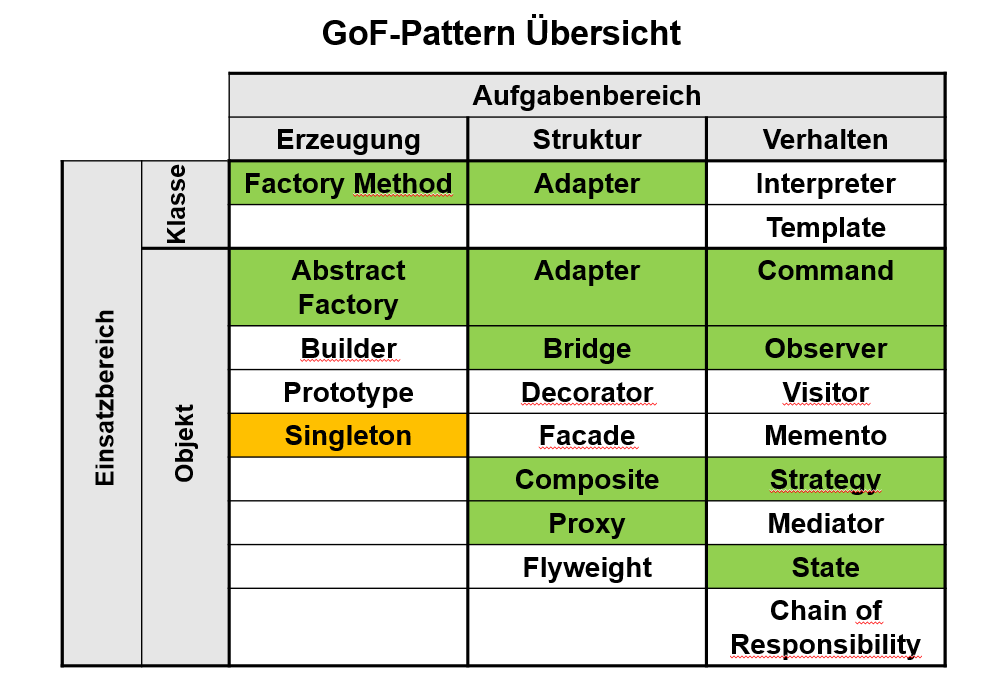 GoF-Pattern Übersicht
Aufgabenbereich
Erzeugung Struktur Verhalten
Einsatzbereich
Klasse
Factory Method Adapter Interpreter
Template
Objekt
Abstract Factory Adapter Command
Builder Bridge Observer
Prototype Decorator Visitor
Singleton Facade Memento
Composite Strategy
Proxy Mediator
Flyweight State
Chain of
Responsibility